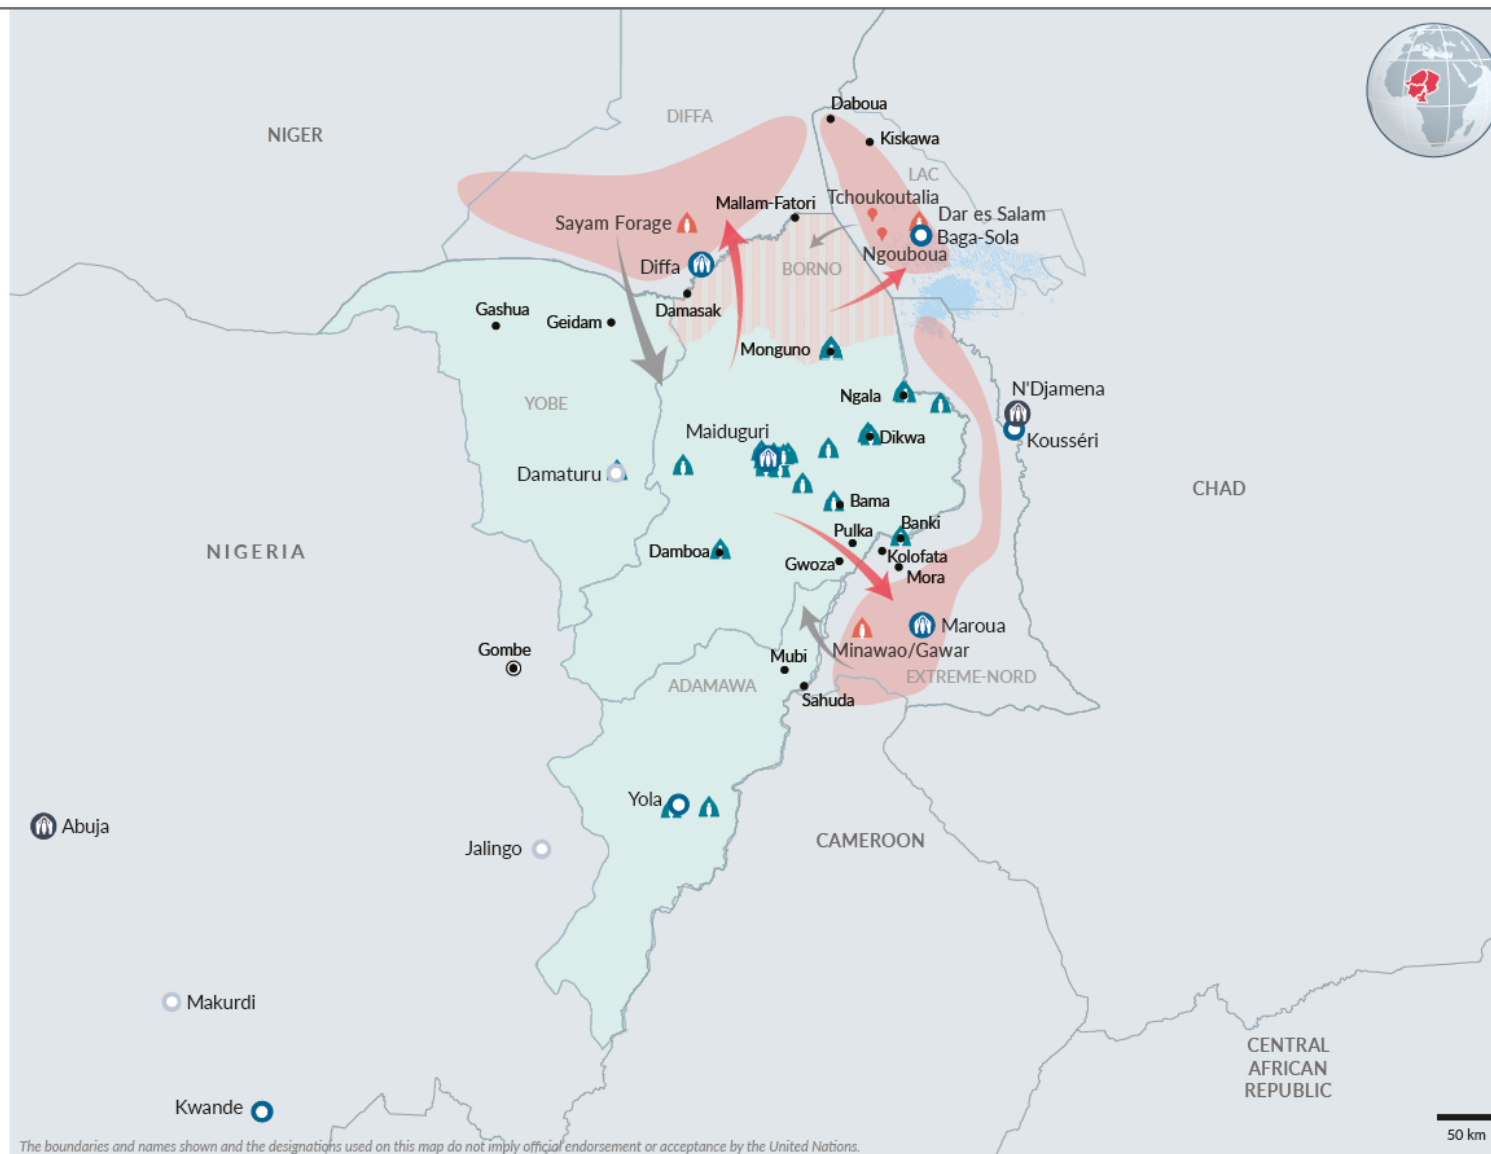 Daboua
DIFFA
NIGER
Kiskawa
LAC
Tchoukoutalia
Mallam-Fatori
Dar es Salam
Sayam Forage
Baga-Sola
Ngouboua
Diffa
BORNO
Damasak
Gashua
Geidam
Monguno
N'Djamena
Ngala
YOBE
Maiduguri
Dikwa
Kousséri
Damaturu
CHAD
Bama
Banki
Pulka
NIGERIA
Damboa
Kolofata
Gwoza
Mora
Maroua
Gombe
Minawao/Gawar
Mubi
EXTREME-NORD
ADAMAWA
Sahuda
Yola
Abuja
CAMEROON
Jalingo
Makurdi
CENTRAL
AFRICAN
REPUBLIC
Kwande
50 km
The boundaries and names shown and the designations used on this map do not imply official endorsement or acceptance by the United Nations.